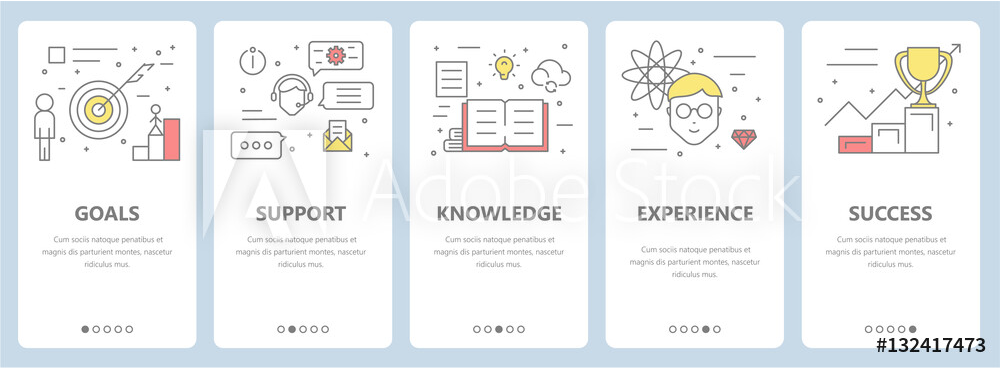 GOALS
Cum sociis natoque penatibus et
magnis dis parturient montes, nascetur
ridiculus mus.
SUPPORT
Cum sociis natoque penatibus et
magnis dis parturient montes, nascetur
ridiculus mus.
KNOWLEDGE
Cum sociis natoque penatibus et
magnis dis parturient montes, nascetur
ridiculus mus.
EXPERIENCE
Cum sociis natoque penatibus et
magnis dis parturient montes, nascetur
ridiculus mus.
SUCCESS
Cum sociis natoque penatibus et
magnis dis parturient montes, nascetur
ridiculus mus.
Adobe Stock
#132417473